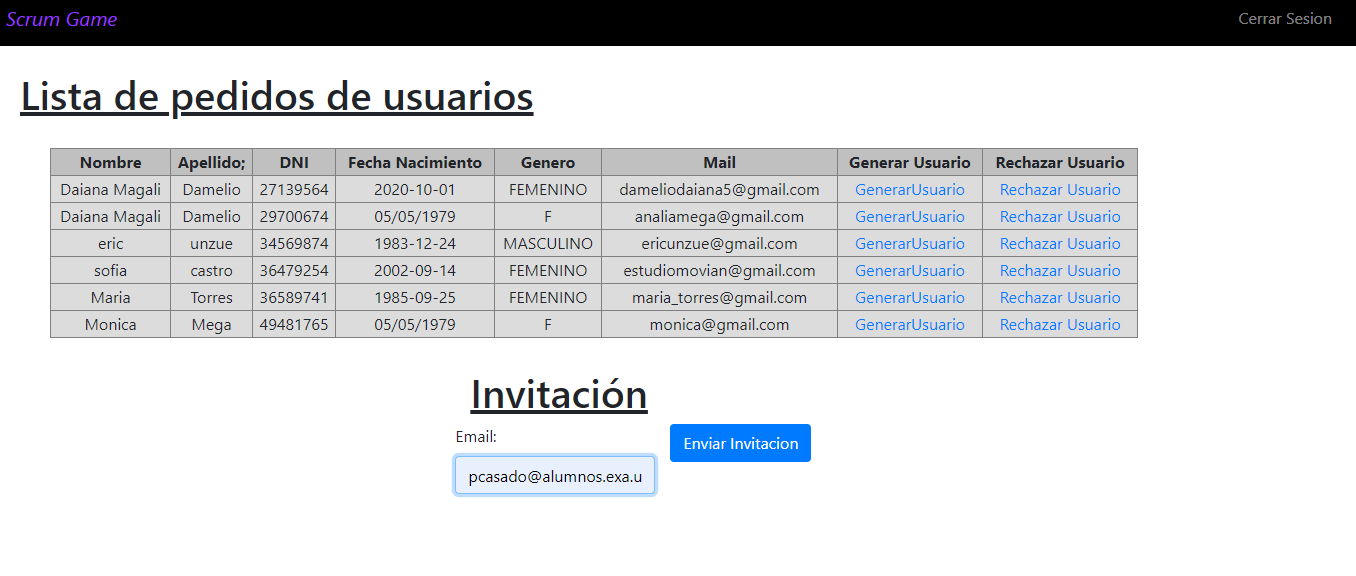 Scrum Game Cerrar Sesion
Lista de pedidos de usuarios
Nombre Apellido; DNI Fecha Nacimiento Genero Mail Generar Usuario Rechazar Usuario
Daiana Magali Damelio 27139564 2020-10-01 FEMENINO dameliodaiana5@gmail.com GenerarUsuario Rechazar Usuario
Daiana Magali Damelio 29700674 05/05/1979 F analiamega@gmail.com GenerarUsuario Rechazar Usuario
eric unzue 34569874 1983-12-24 MASCULINO ericunzue@gmail.com GenerarUsuario Rechazar Usuario
sofia castro 36479254 2002-09-14 FEMENINO estudiomovian@gmail.com GenerarUsuario Rechazar Usuario
Maria Torres 36589741 1985-09-25 FEMENINO maria_torres@gmail.com GenerarUsuario Rechazar Usuario
Monica Mega 49481765 05/05/1979 F monica@gmail.com GenerarUsuario Rechazar Usuario
Invitación
Email:
Enviar Invitacion
pcasado@alumnos.exa.u